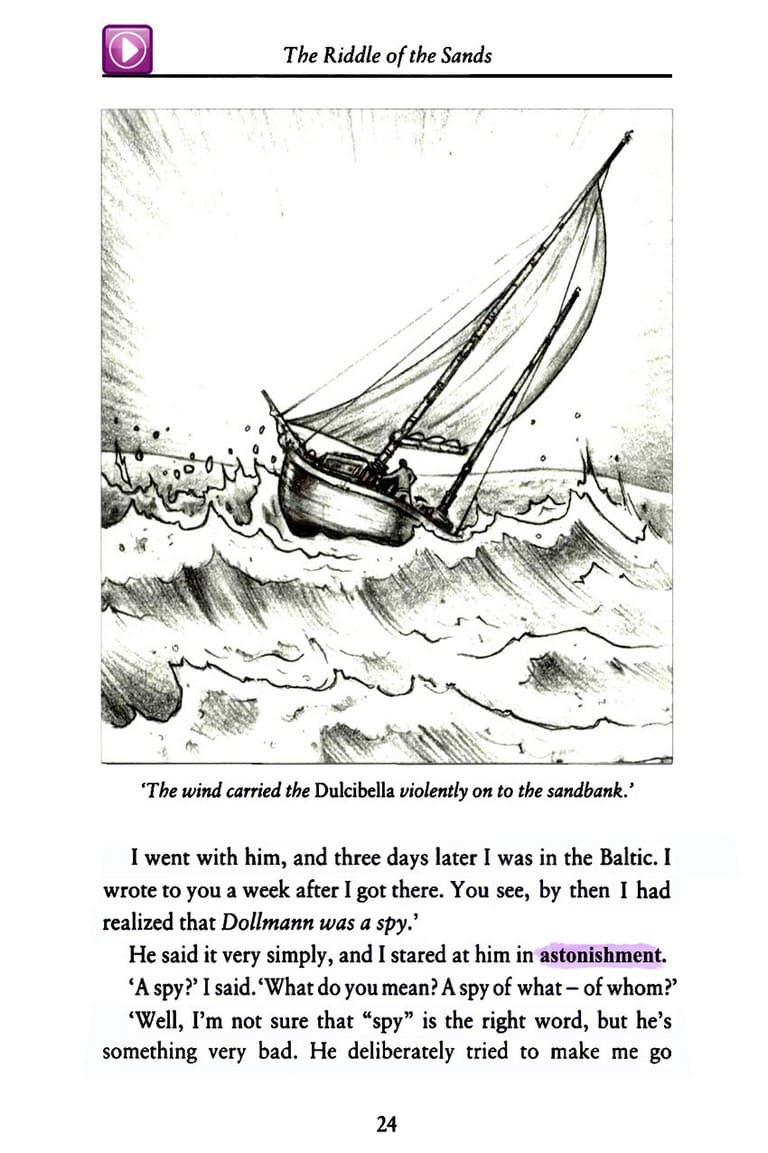 The Riddle of the Sands
‘The wind carried the Dulcibella violently on to the sandbank.’
I went with him, and three days later I was in the Baltic. I
wrote to you a week after I got there. You see, by then I had
realized that Dollmann was a spy.’
He said it very simply, and I stared at him in astonishment.
‘A spy?’ I said. ‘What do you mean? A spy of what – of whom?’
‘Well, I’m not sure that “spy” is the right word, but he’s
something very bad. He deliberately tried to make me go
24